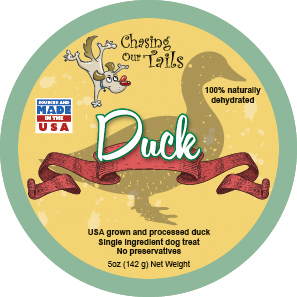 Chasing
Our Tails
100% naturally
dehydrated
SOURCED AND
MADE
IN THE
USA
Duck
USA grown and processed duck
Single ingredient dog treat
No preservatives
5oz (142 g) Net Weight